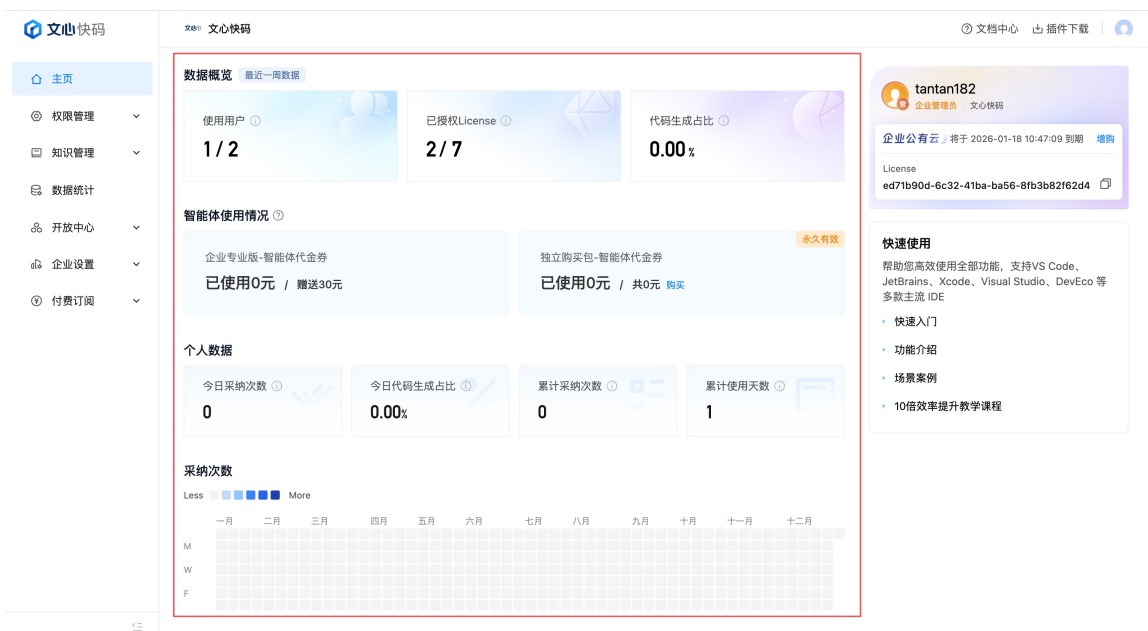 文心快码
文心快码
文档中心
插件下载
主页
权限管理
知识管理
数据统计
开放中心
企业设置
付费订阅
数据概览
最近一周数据
使用用户
1 / 2
已授权License
2 / 7
代码生成占比
0.00 %
智能体使用情况
企业专业版-智能体代金券
已使用0元 / 赠送30元
永久有效
独立购买包-智能体代金券
已使用0元 / 共0元 购买
个人数据
今日采纳次数
0
今日代码生成占比
0.00%
累计采纳次数
0
累计使用天数
1
采纳次数
Less
More
一月 二月 三月 四月 五月 六月 七月 八月 九月 十月 十一月 十二月
M
W
F
tantan182
企业管理员 文心快码
企业公有云 将于 2026-01-18 10:47:09 到期 增购
License
ed71b90d-6c32-41ba-ba56-8fb3b82f62d4
快速使用
帮助您高效使用全部功能，支持VS Code、
JetBrains、Xcode、Visual Studio、DevEco 等
多款主流 IDE
快速入门
功能介绍
场景案例
10倍效率提升教学课程